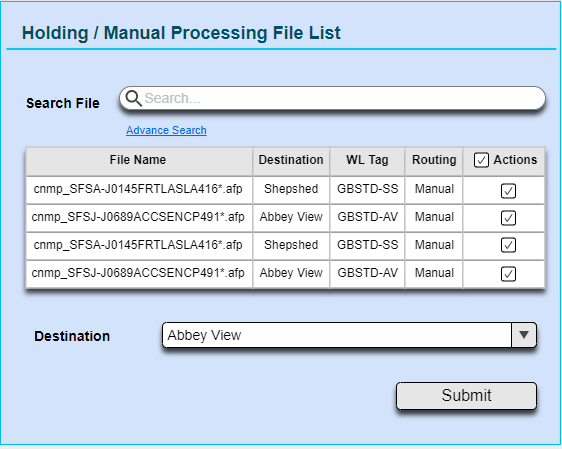 Holding / Manual Processing File List
Search File Search...
Advance Search
File Name Destination WL Tag Routing Actions
cnmp_SFSA-J0145FRTLASLA416*.afp Shepshed GBSTD-SS Manual
cnmp_SFSJ-J0689ACCSENCP491*.afp Abbey View GBSTD-AV Manual
cnmp_SFSA-J0145FRTLASLA416*.afp Shepshed GBSTD-SS Manual
cnmp_SFSJ-J0689ACCSENCP491*.afp Abbey View GBSTD-AV Manual
Destination Abbey View
Submit